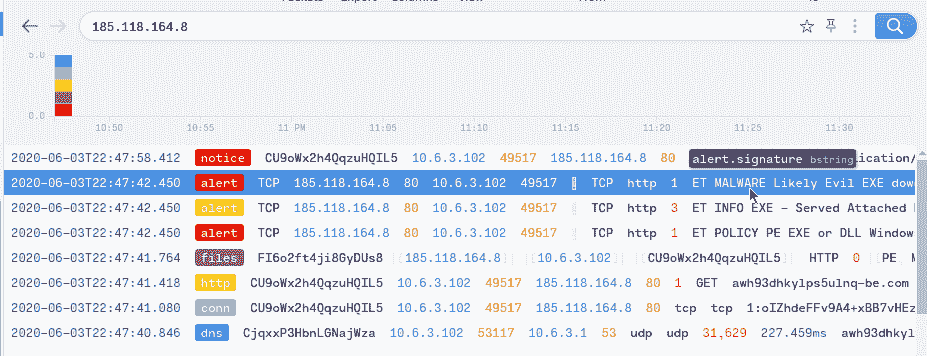 185.118.164.8
0.0
10:50 10:55 11 PM 11:05 11:10 11:15 11:20 11:25 11:30
2020-06-03T22:47:58.412 notice CU9oWx2h4QqzuHQIL5 10.6.3.102 49517 185.118.164.8 80 alert.signature bstring ication/
2020-06-03T22:47:42.450 alert TCP 185.118.164.8 80 10.6.3.102 49517 TCP http 1 ET MALWARE Likely Evil EXE dow
2020-06-03T22:47:42.450 alert TCP 185.118.164.8 80 10.6.3.102 49517 TCP http 3 ET INFO EXE - Served Attached
2020-06-03T22:47:42.450 alert TCP 185.118.164.8 80 10.6.3.102 49517 TCP http 1 ET POLICY PE EXE or DLL Window
2020-06-03T22:47:41.764 files FI6o2ft4ji8GyDUs8 185.118.164.8 10.6.3.102 CU9oWx2h4QqzuHQIL5 HTTP 0 PE
2020-06-03T22:47:41.418 http CU9oWx2h4QqzuHQIL5 10.6.3.102 49517 185.118.164.8 80 1 GET awh93dhkylps5ulnq-be.com
2020-06-03T22:47:41.080 conn CU9oWx2h4QqzuHQIL5 10.6.3.102 49517 185.118.164.8 80 tcp tcp 1:oIZhdeFFv9A4+xBB7vHEz
2020-06-03T22:47:40.846 dns CjqxxP3HbnLGNajWza 10.6.3.102 53117 10.6.3.1 53 udp udp 31,629 227.459ms awh93dhkyl